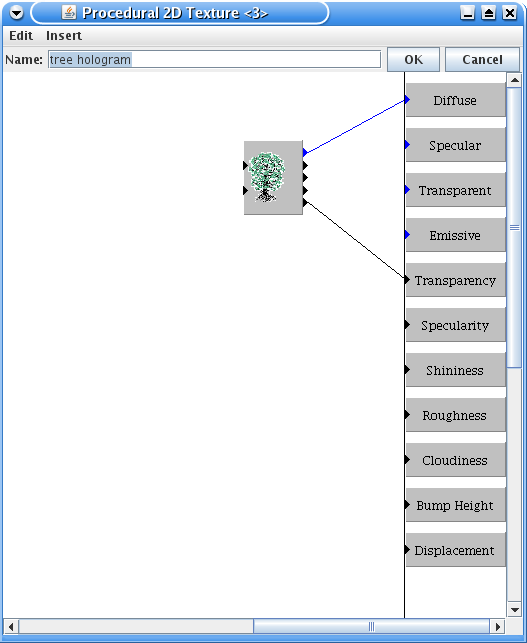 Procedural 2D Texture <3>
Edit Insert
Name: tree hologram OK Cancel
Diffuse
Specular
Transparent
Emissive
Transparency
Specularity
Shininess
Roughness
Cloudiness
Bump Height
Displacement